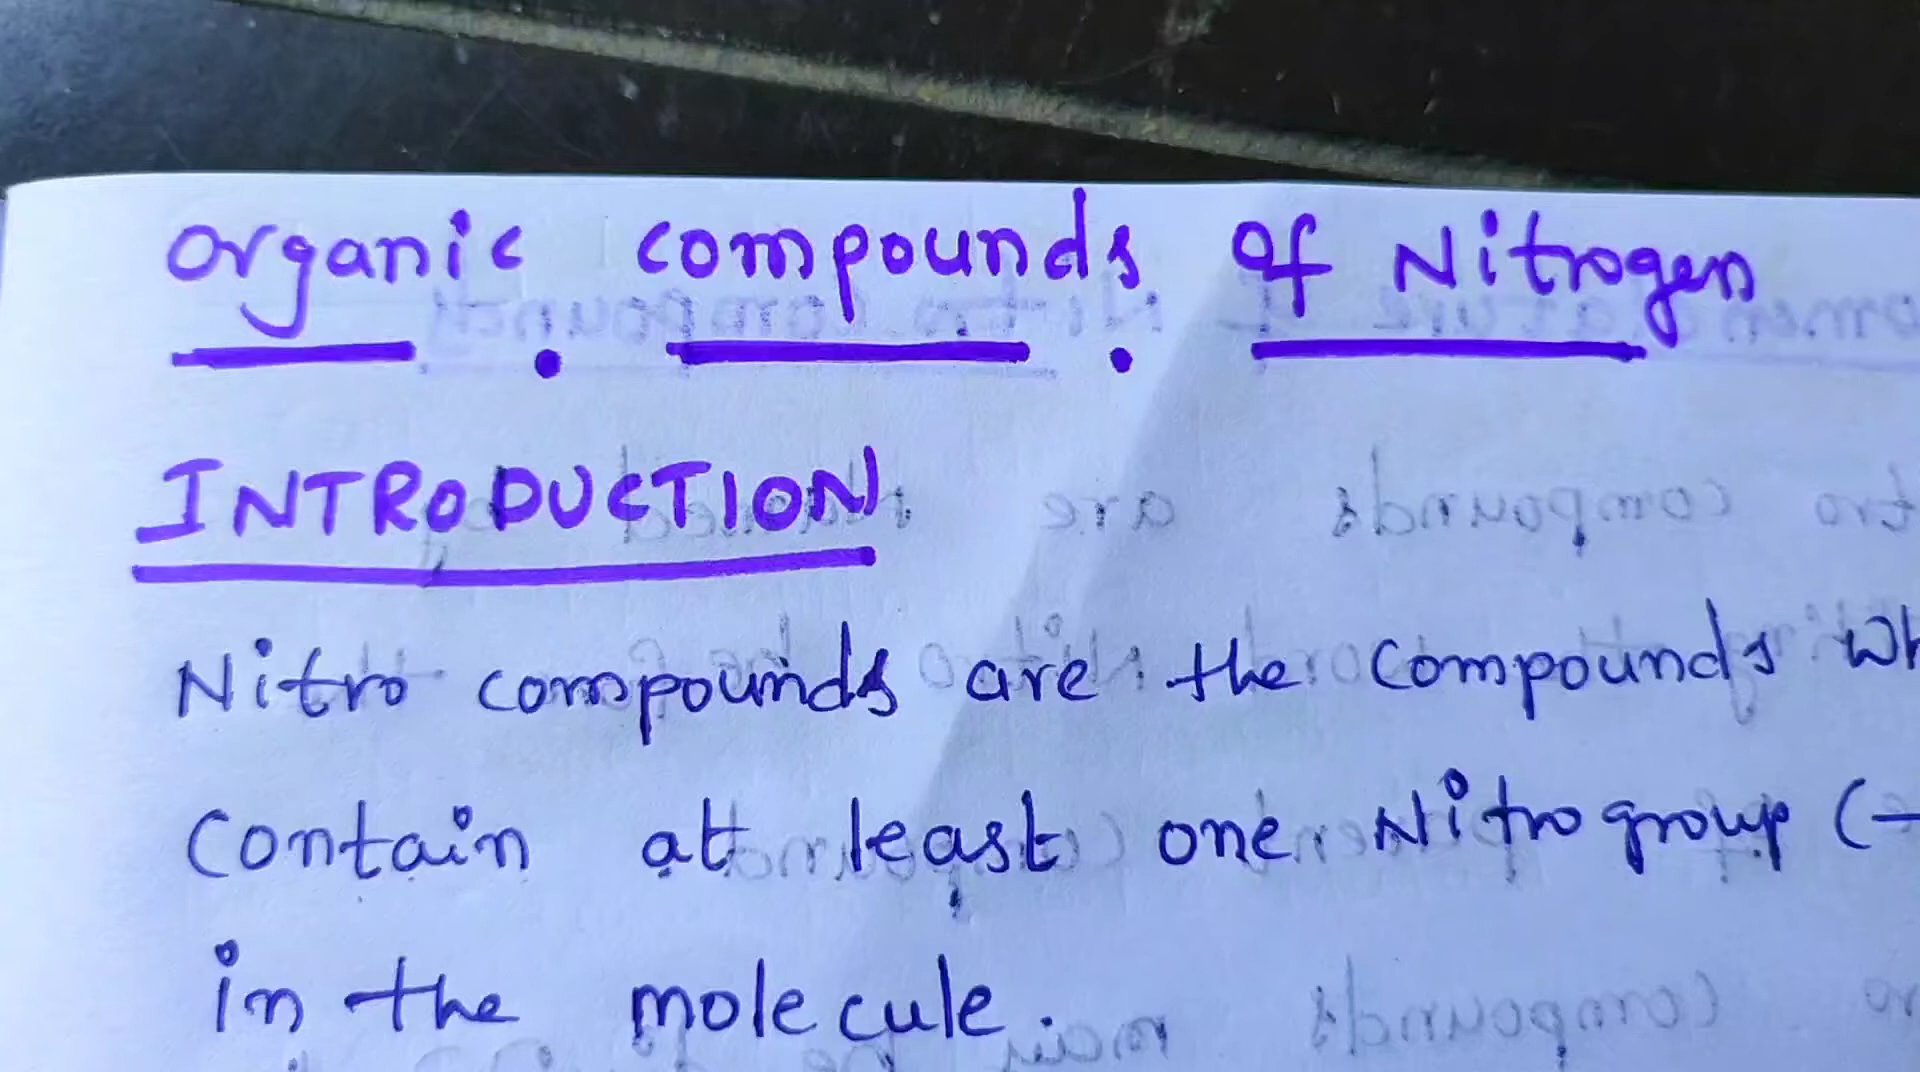 Organic compounds of Nitrogen
INTRODUCTION
Nitro compounds are the compounds
contain at least one Nitro group (-
in the molecule.